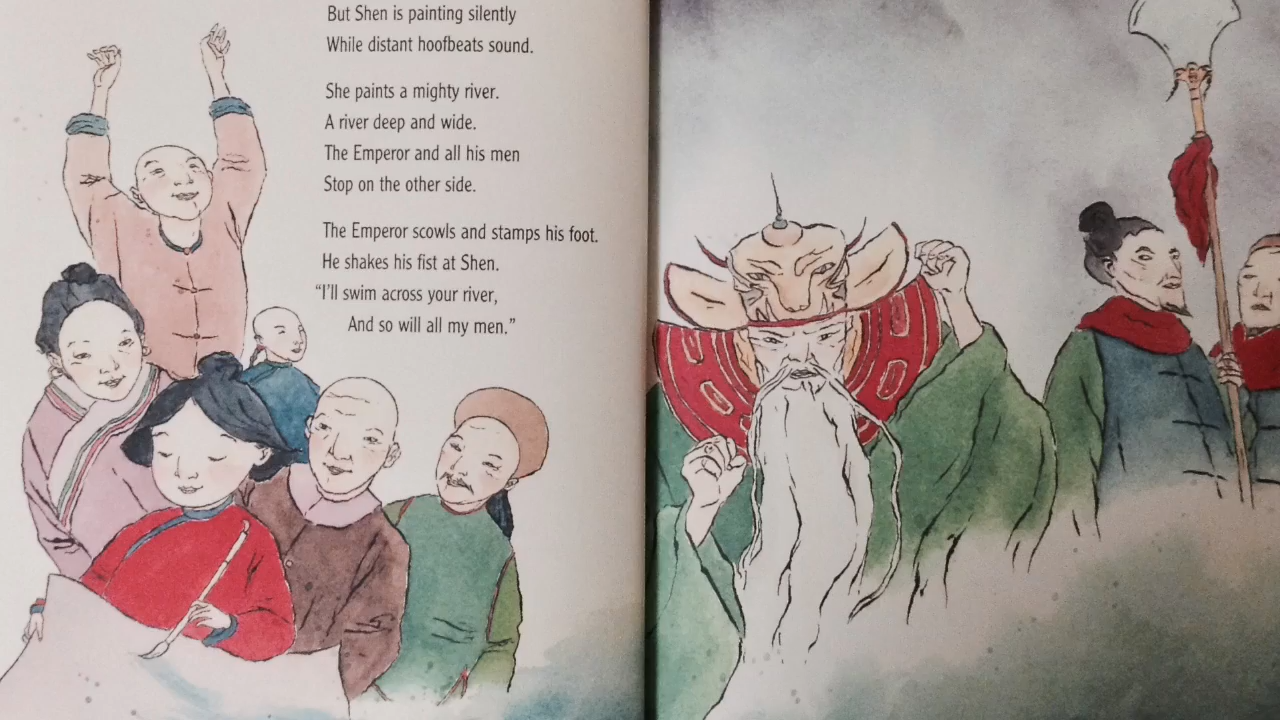 But Shen is painting silently
While distant hoofbeats sound.
She paints a mighty river.
A river deep and wide.
The Emperor and all his men
Stop on the other side.
The Emperor scowls and stamps his foot.
He shakes his fist at Shen.
“I’ll swim across your river,
And so will all my men.”